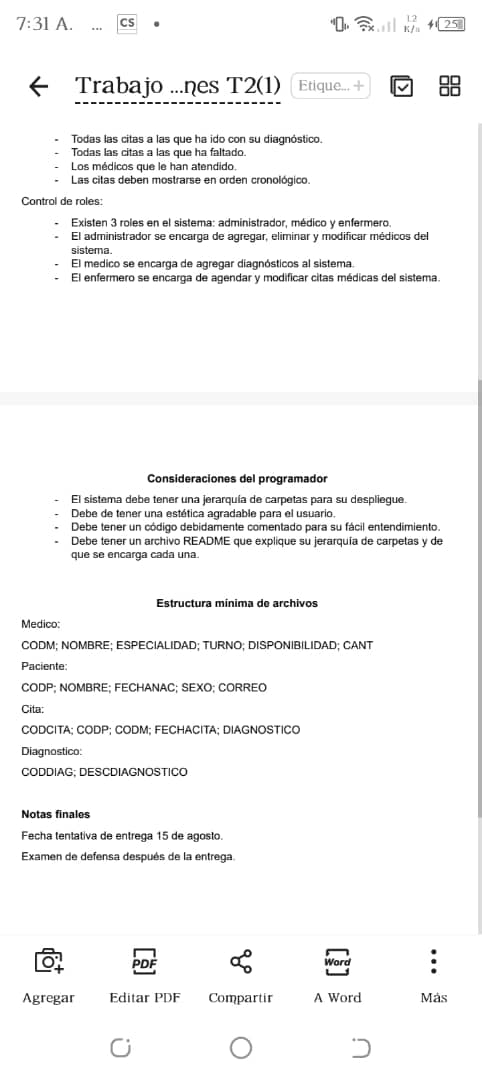 7:31 A. ... CS • 1.2 K/s 25
Trabajo ...nes T2(1) Etique... +
- Todas las citas a las que ha ido con su diagnóstico.
- Todas las citas a las que ha faltado.
- Los médicos que le han atendido.
- Las citas deben mostrarse en orden cronológico.
Control de roles:
- Existen 3 roles en el sistema: administrador, médico y enfermero.
- El administrador se encarga de agregar, eliminar y modificar médicos del
sistema.
- El medico se encarga de agregar diagnósticos al sistema.
- El enfermero se encarga de agendar y modificar citas médicas del sistema.
Consideraciones del programador
- El sistema debe tener una jerarquía de carpetas para su despliegue.
- Debe de tener una estética agradable para el usuario.
- Debe tener un código debidamente comentado para su fácil entendimiento.
- Debe tener un archivo README que explique su jerarquía de carpetas y de
que se encarga cada una.
Estructura mínima de archivos
Medico:
CODM; NOMBRE; ESPECIALIDAD; TURNO; DISPONIBILIDAD; CANT
Paciente:
CODP; NOMBRE; FECHANAC; SEXO; CORREO
Cita:
CODCITA; CODP; CODM; FECHACITA; DIAGNOSTICO
Diagnostico:
CODDIAG; DESCDIAGNOSTICO
Notas finales
Fecha tentativa de entrega 15 de agosto.
Examen de defensa después de la entrega.
PDF Word
Agregar Editar PDF Compartir A Word Más